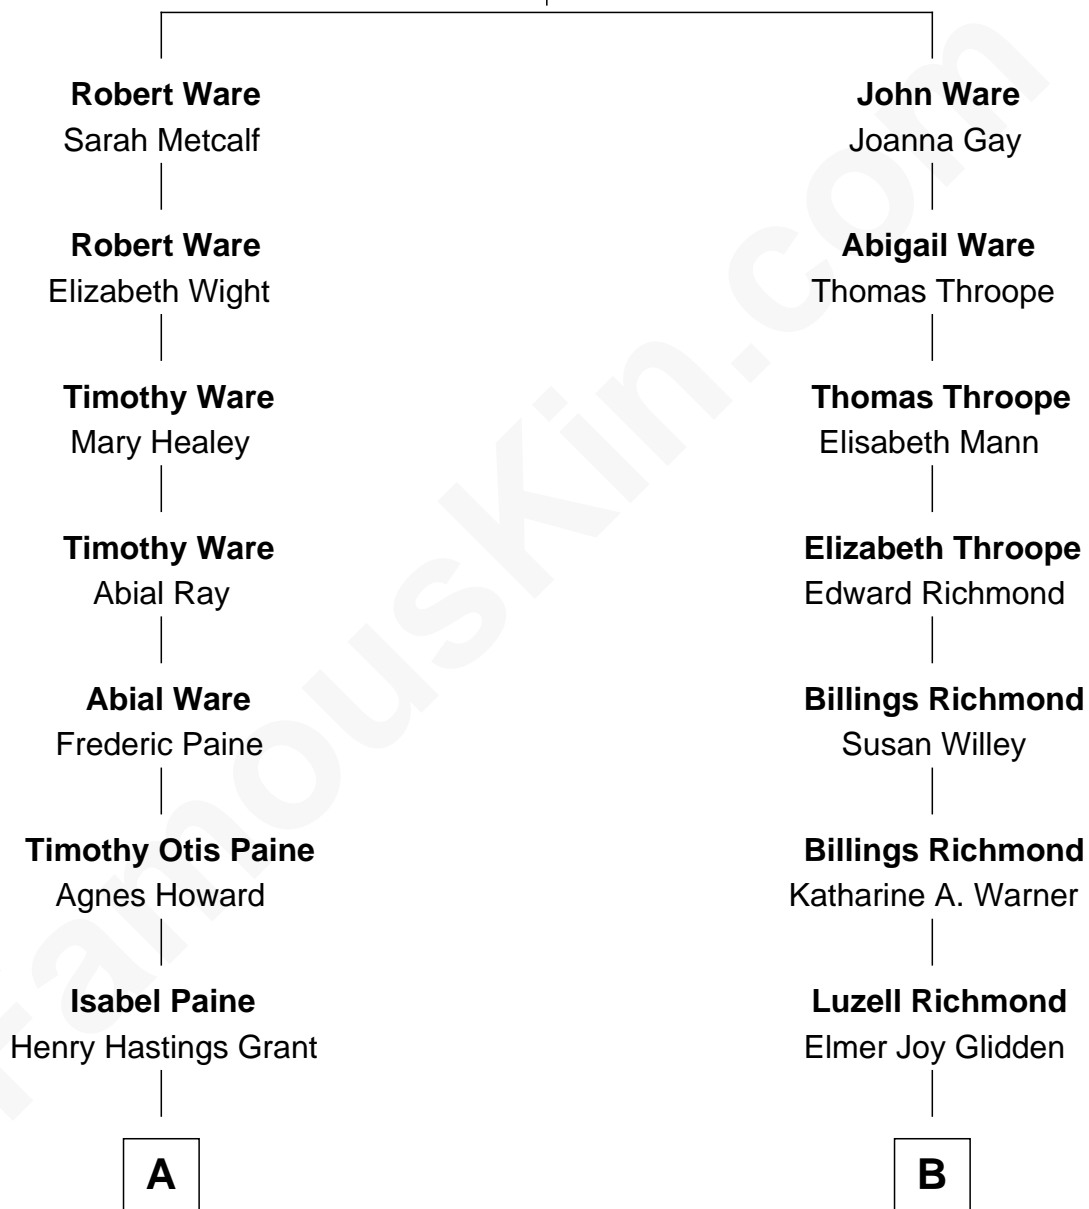 Robert Ware
Sarah Metcalf
Robert Ware
Elizabeth Wight
Timothy Ware
Mary Healey
Timothy Ware
Abial Ray
Abial Ware
Frederic Paine
Timothy Otis Paine
Agnes Howard
Isabel Paine
Henry Hastings Grant
A
John Ware
Joanna Gay
Abigail Ware
Thomas Throope
Thomas Throope
Elisabeth Mann
Elizabeth Throope
Edward Richmond
Billings Richmond
Susan Willey
Billings Richmond
Katharine A. Warner
Luzell Richmond
Elmer Joy Glidden
B
FamousKin.com